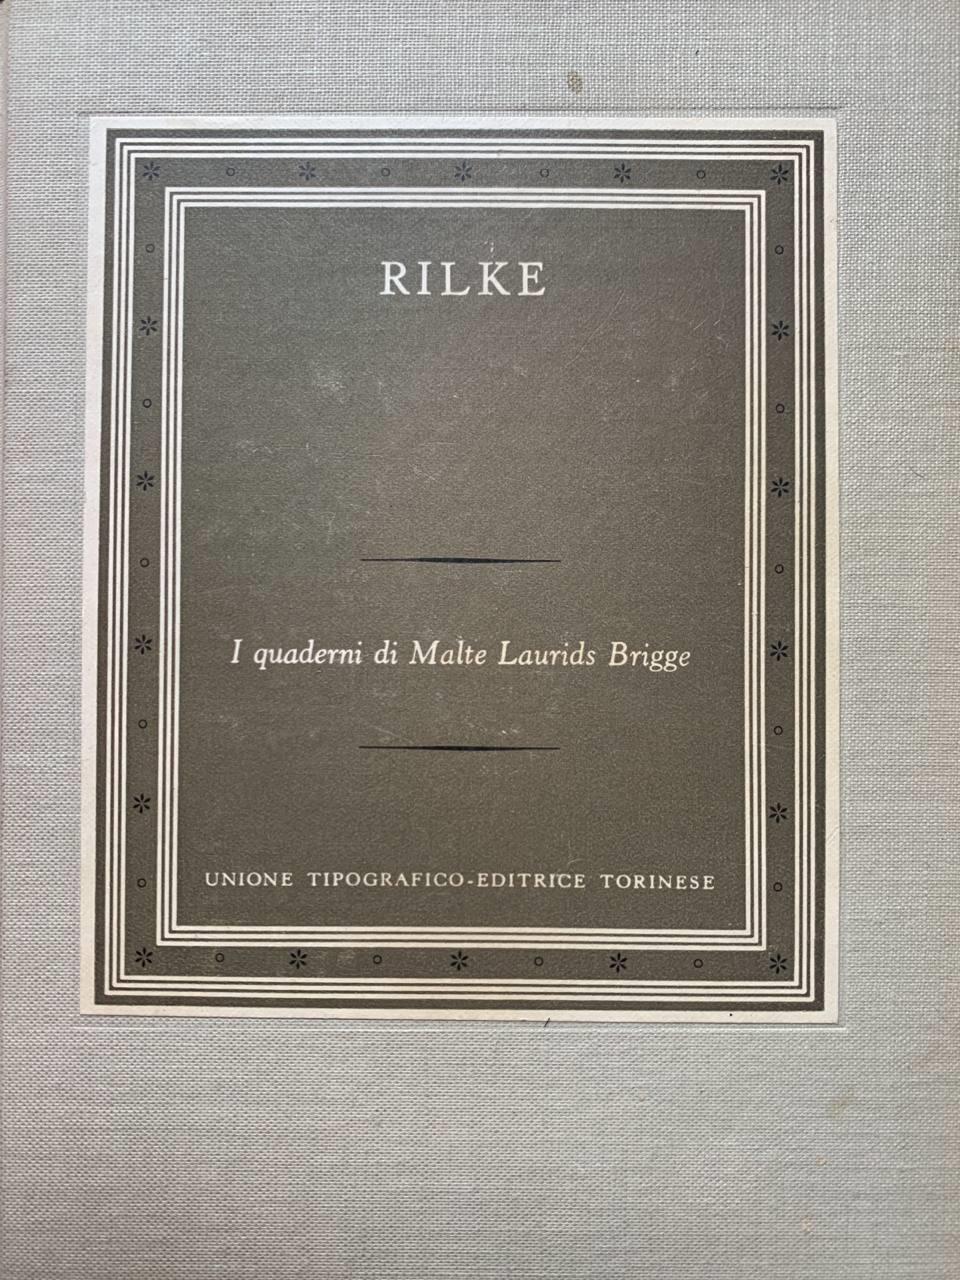 RILKE
I quaderni di Malte Laurids Brigge
UNIONE TIPOGRAFICO-EDITRICE TORINESE